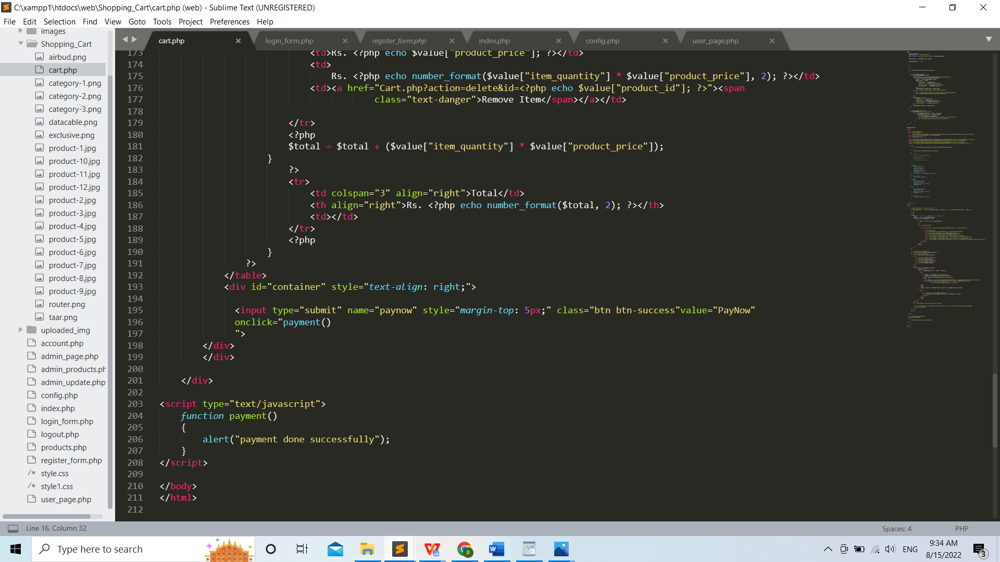 C:\xampp1\htdocs\web\Shopping_Cart\cart.php (web) - Sublime Text (UNREGISTERED)
File Edit Selection Find View Goto Tools Project Preferences Help
images
Shopping_Cart
airbud.png
cart.php
category-1.png
category-2.png
category-3.png
datacable.png
exclusive.png
product-1.jpg
product-10.jpg
product-11.jpg
product-12.jpg
product-2.jpg
product-3.jpg
product-4.jpg
product-5.jpg
product-6.jpg
product-7.jpg
product-8.jpg
product-9.jpg
router.png
taar.png
uploaded_img
account.php
admin_page.php
admin_products.ph
admin_update.php
config.php
index.php
login_form.php
logout.php
products.php
register_form.php
/* style.css
/* style1.css
user_page.php
cart.php login_form.php register_form.php index.php config.php user_page.php
173 <td>Rs. <?php echo $value["product_price"]; ?></td>
174 <td>
175 Rs. <?php echo number_format($value["item_quantity"] * $value["product_price"], 2); ?></td>
176 <td><a href="Cart.php?action=delete&id=<?php echo $value["product_id"]; ?>"><span
177 class="text-danger">Remove Item</span></a></td>
178
179 </tr>
180 <?php
181 $total = $total + ($value["item_quantity"] * $value["product_price"]);
182 }
183 ?>
184 <tr>
185 <td colspan="3" align="right">Total</td>
186 <th align="right">Rs. <?php echo number_format($total, 2); ?></th>
187 <td></td>
188 </tr>
189 <?php
190 }
191 ?>
192 </table>
193 <div id="container" style="text-align: right;">
194
195 <input type="submit" name="paynow" style="margin-top: 5px;" class="btn btn-success"value="PayNow"
196 onclick="payment()
197 ">
198 </div>
199 </div>
200
201 </div>
202
203 <script type="text/javascript">
204 function payment()
205 {
206 alert("payment done successfully");
207 }
208 </script>
209
210 </body>
211 </html>
212
Line 16, Column 32
Spaces: 4
PHP
Type here to search
ENG
9:34 AM
8/15/2022
3